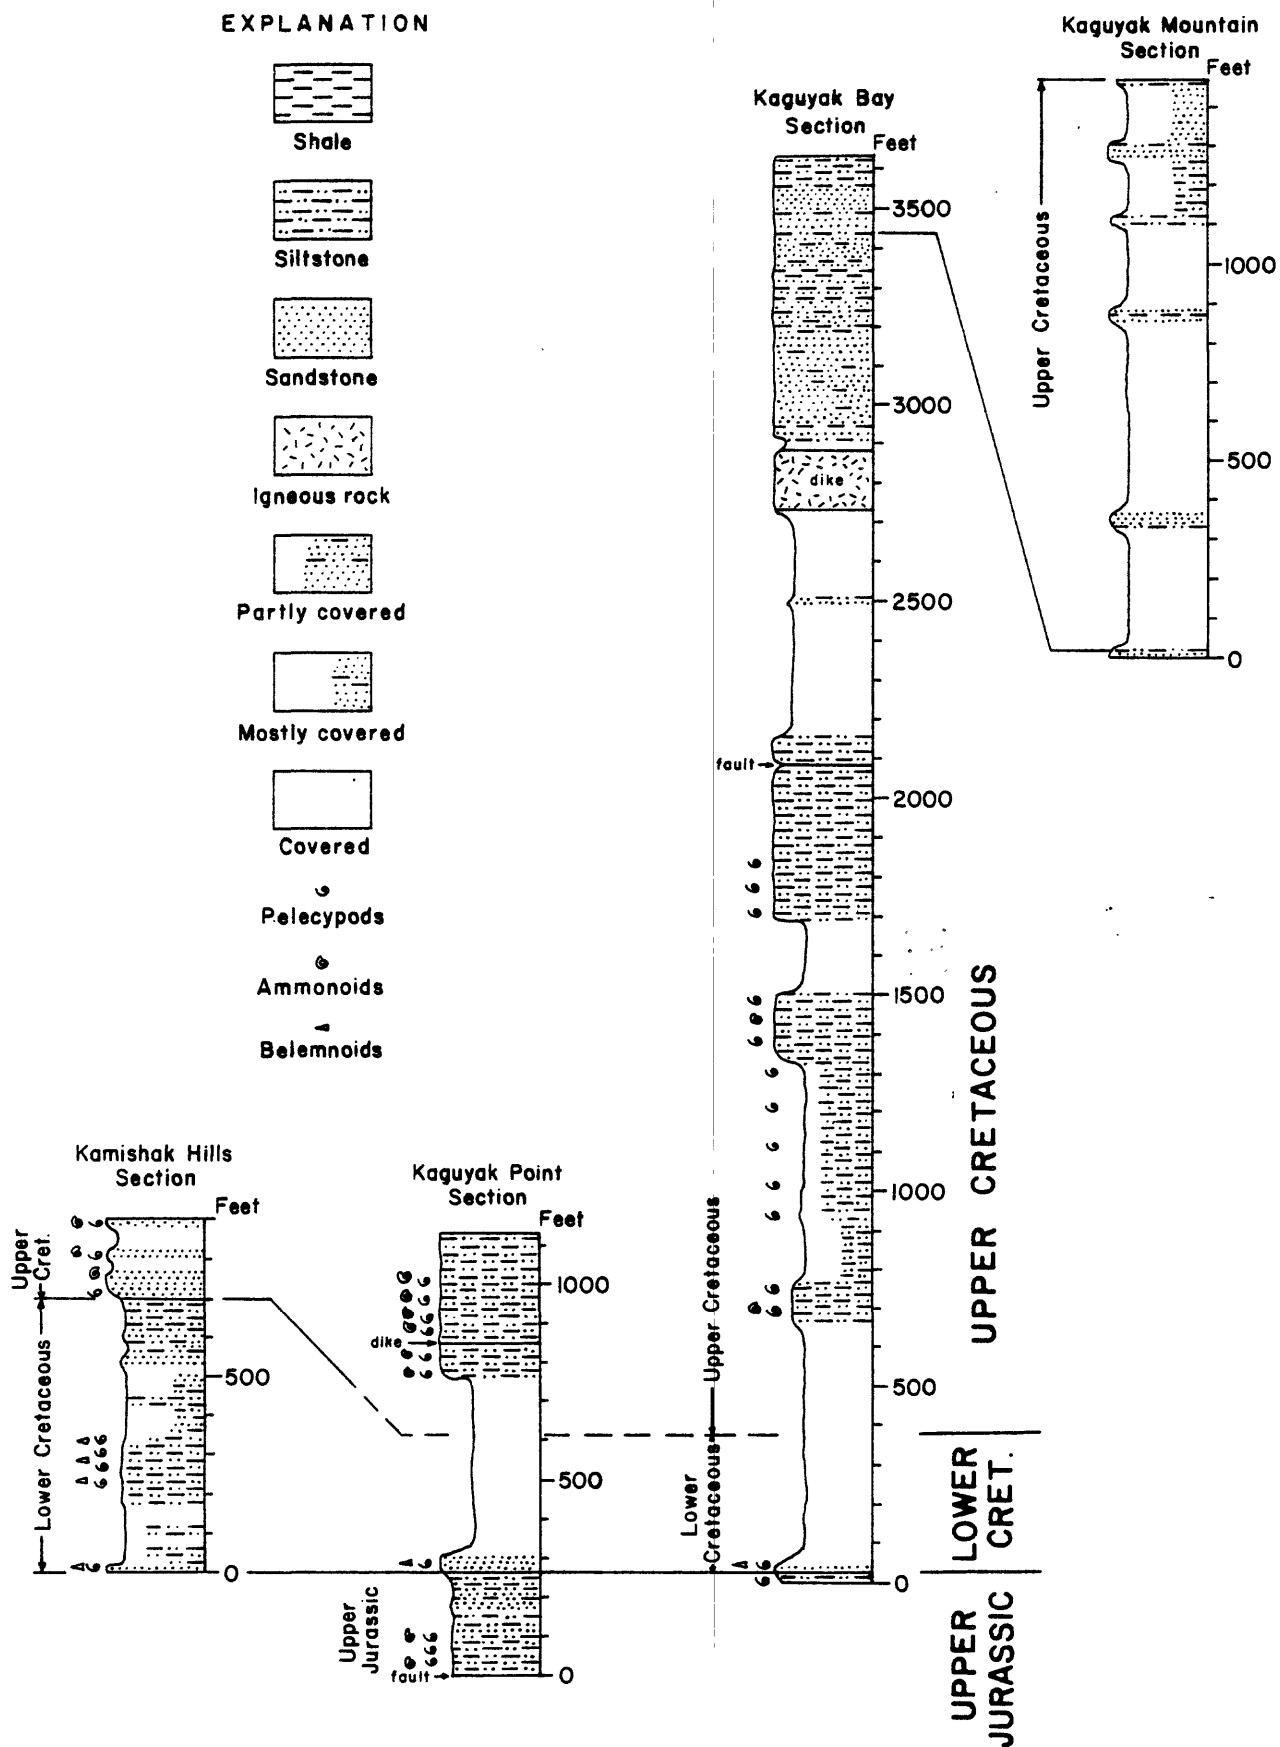 EXPLANATION
Shale
Siltstone
Sandstone
Igneous rock
Partly covered
Mostly covered
Covered
Pelecypods
Ammonoids
Belemnoids
Kamishak Hills
Section
Feet
500
0
Upper
Cret.
Lower Cretaceous
Kaguyak Point
Section
Feet
1000
500
0
dike
fault
Upper
Jurassic
Kaguyak Bay
Section
Feet
3500
3000
2500
2000
1500
1000
500
0
dike
fault
Upper Cretaceous
Lower
Cretaceous
Kaguyak Mountain
Section
Feet
1000
500
0
Upper Cretaceous
UPPER CRETACEOUS
LOWER
CRET.
UPPER
JURASSIC